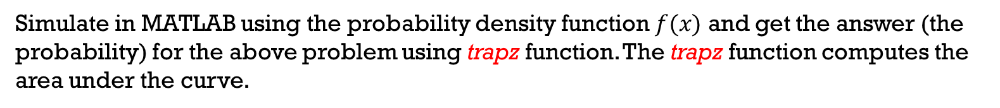 Simulate in MATLAB using the probability density function f(x) and get the answer (the
probability) for the above problem using trapz function. The trapz function computes the
area under the curve.